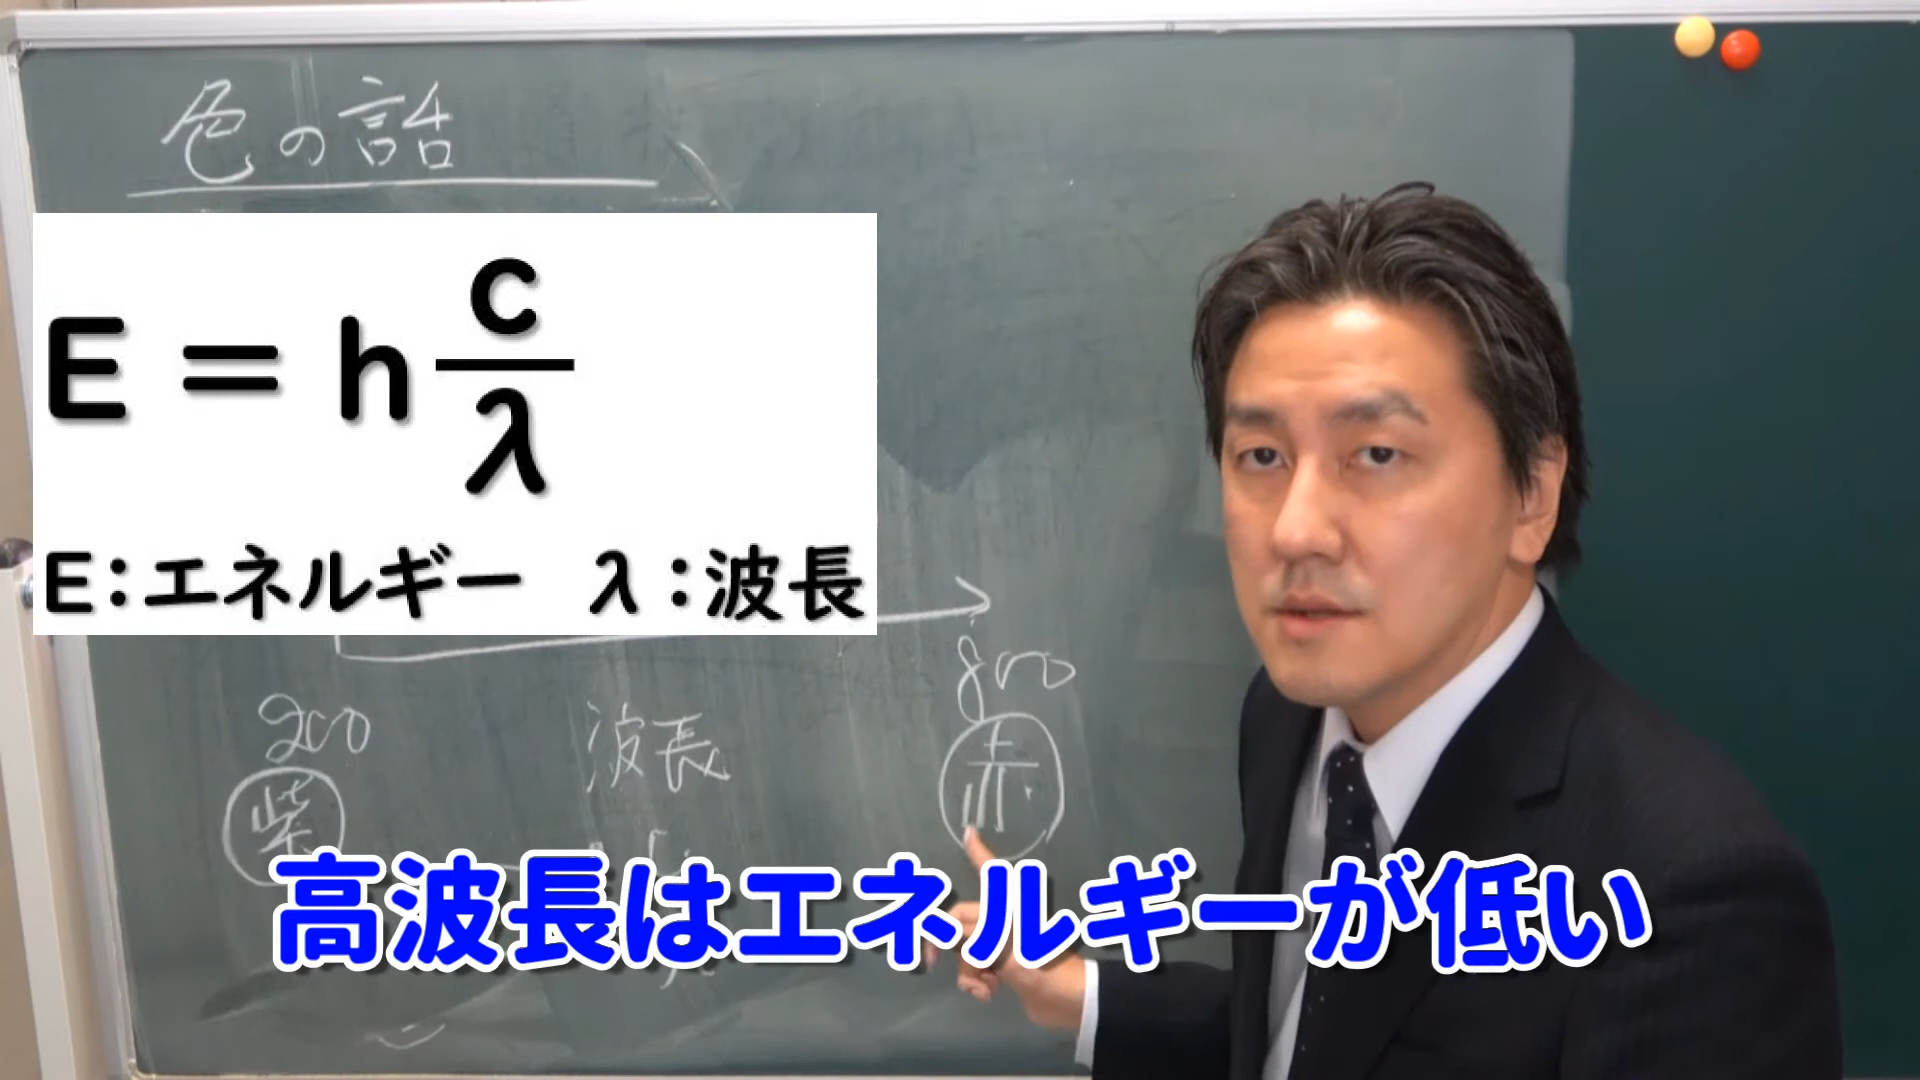 色の話
E = h c/λ
E：エネルギー λ：波長
800
200
波長
赤
紫
高波長はエネルギーが低い